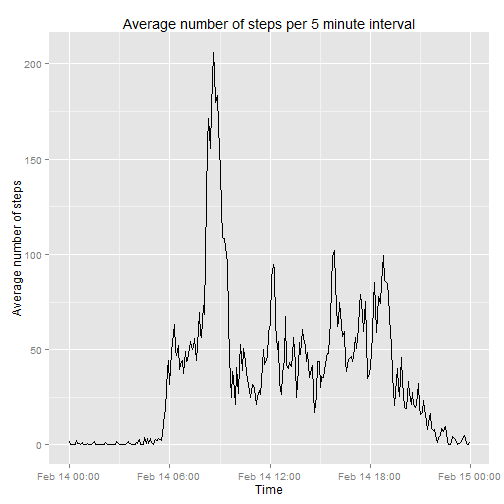 Average number of steps per 5 minute interval
Average number of steps
200
150
100
50
0
Feb 14 00:00 Feb 14 06:00 Feb 14 12:00 Feb 14 18:00 Feb 15 00:00
Time